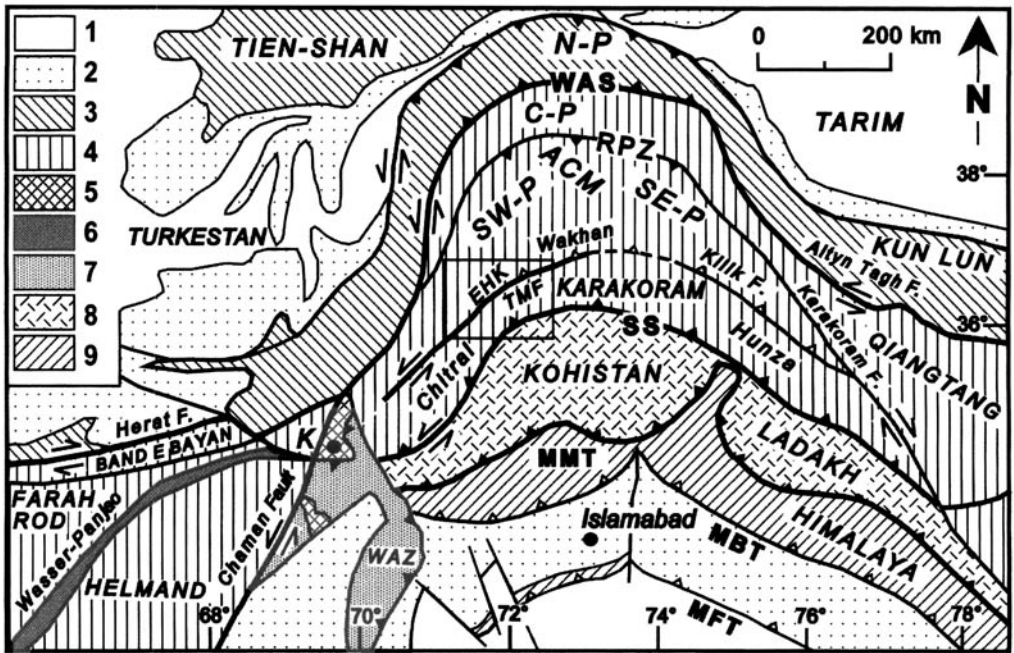 1
2
3
4
5
6
7
8
9
TIEN-SHAN
N-P
0 200 km
N
WAS
C-P
TARIM
RPZ
ACM
38°
SW-P
SE-P
TURKESTAN
KUN LUN
Wakhan
Kilik F.
Altyn Tagh F.
EHK
TMF
KARAKORAM
Karakoram F.
36°
SS
QIANGTANG
Chitral
Hunza
KOHISTAN
Herat F.
BAND E BAYAN
K
LADAKH
MMT
FARAH
ROD
Wasser-Panjao
Chaman Fault
Islamabad
HIMALAYA
MBT
WAZ
HELMAND
MFT
68°
70°
72°
74°
76°
78°